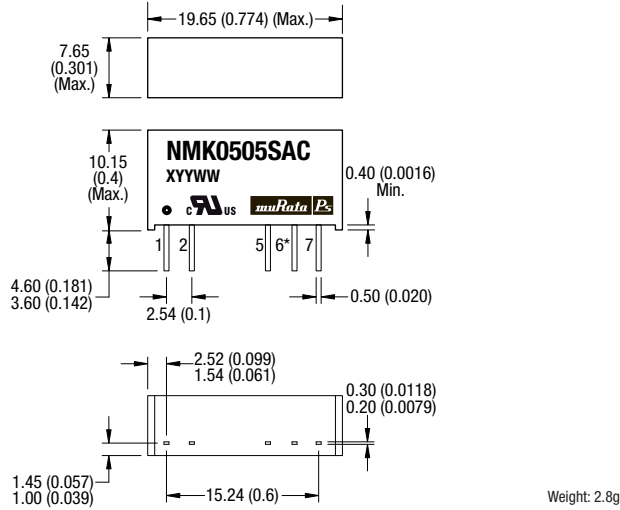 19.65 (0.774) (Max.)
7.65
(0.301)
(Max.)
NMK0505SAC
XYYWW
10.15
(0.4)
(Max.)
0.40 (0.0016)
Min.
c RU US
muRata Ps
1 2 5 6* 7
4.60 (0.181)
3.60 (0.142)
2.54 (0.1)
0.50 (0.020)
2.52 (0.099)
1.54 (0.061)
0.30 (0.0118)
0.20 (0.0079)
1.45 (0.057)
1.00 (0.039)
15.24 (0.6)
Weight: 2.8g